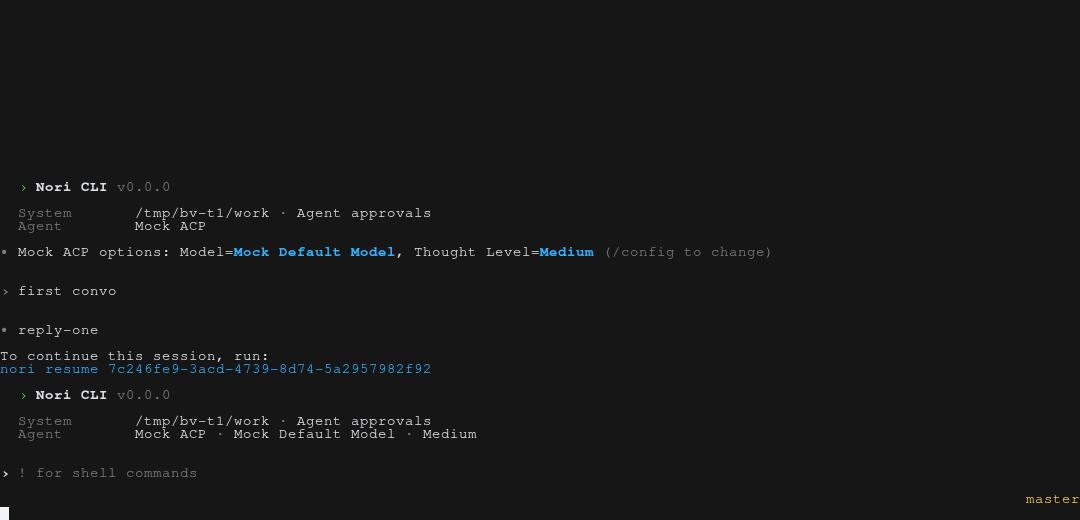 › Nori CLI v0.0.0
System /tmp/bv-t1/work · Agent approvals
Agent Mock ACP
• Mock ACP options: Model=Mock Default Model, Thought Level=Medium (/config to change)
› first convo
• reply-one
To continue this session, run:
nori resume 7c246fe9-3acd-4739-8d74-5a2957982f92
› Nori CLI v0.0.0
System /tmp/bv-t1/work · Agent approvals
Agent Mock ACP · Mock Default Model · Medium
› ! for shell commands
master